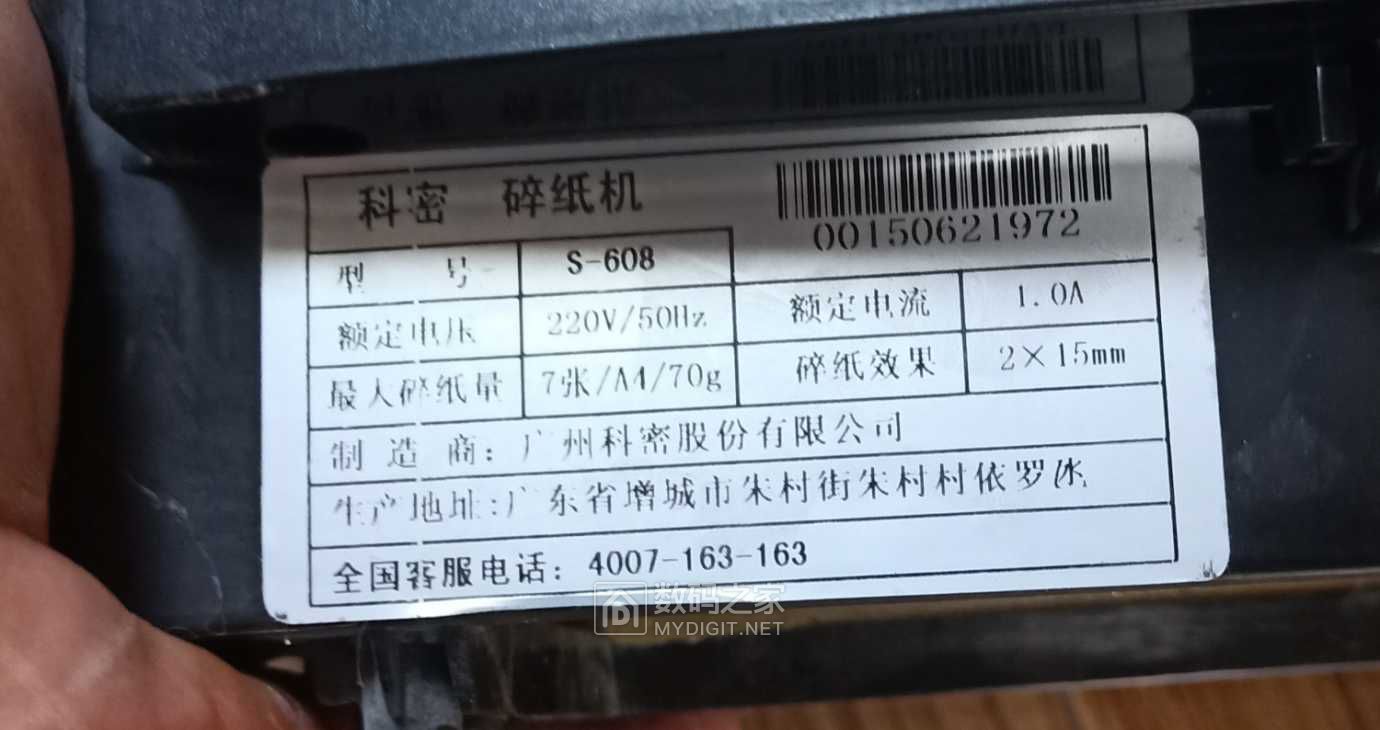 科密 碎纸机
00150621972
型 号 S-608
额定电压 220V/50Hz 额定电流 1.0A
最大碎纸量 7张/A4/70g 碎纸效果 2×15mm
制 造 商：广州科密股份有限公司
生产地址:广东省增城市朱村街朱村村依罗冰
全国客服电话：4007-163-163
数码之家
MYDIGIT.NET